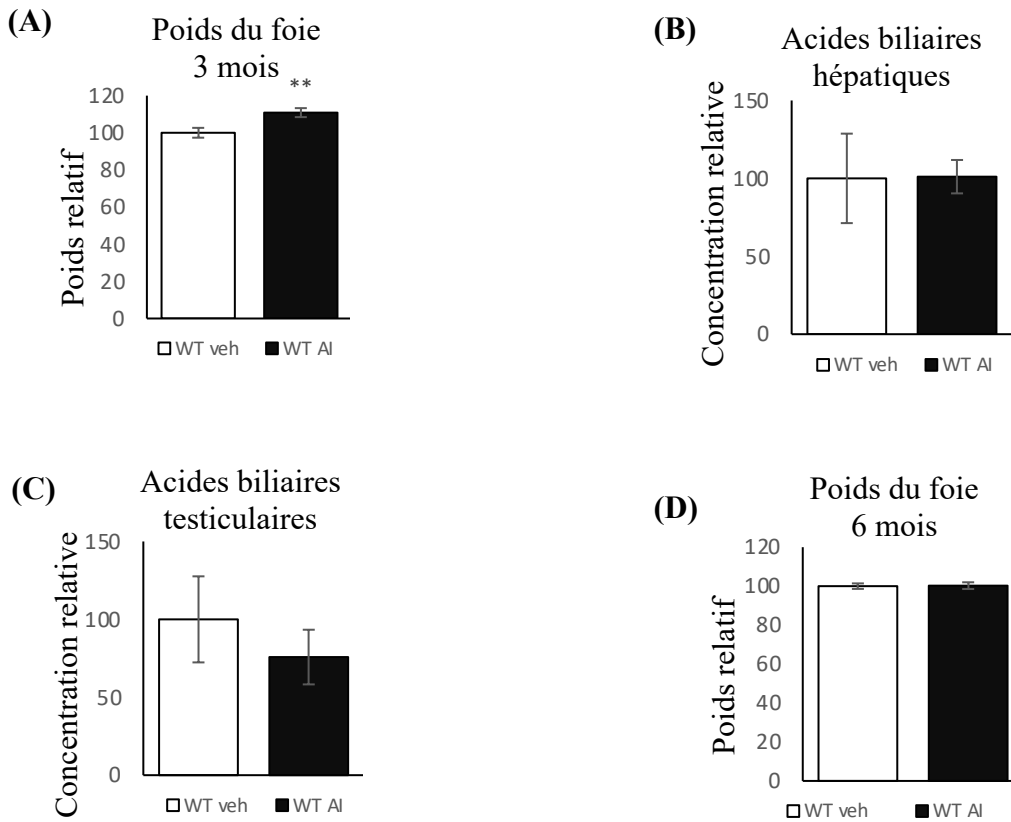 (A)
Poids du foie
3 mois
**
120
100
80
60
40
20
0
Poids relatif
WT veh WT AI
(B)
Acides biliaires
hépatiques
150
100
50
0
Concentration relative
WT veh WT AI
(C)
Acides biliaires
testiculaires
150
100
50
0
Concentration relative
WT veh WT AI
(D)
Poids du foie
6 mois
120
100
80
60
40
20
0
Poids relatif
WT veh WT AI